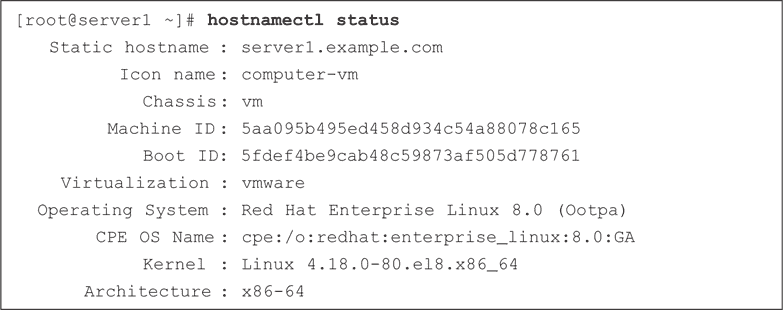 [root@server1 ~]# hostnamectl status
Static hostname : server1.example.com
Icon name : computer-vm
Chassis : vm
Machine ID : 5aa095b495ed458d934c54a88078c165
Boot ID: 5fdef4be9cab48c59873af505d778761
Virtualization : vmware
Operating System : Red Hat Enterprise Linux 8.0 (Ootpa)
CPE OS Name : cpe:/o:redhat:enterprise_linux:8.0:GA
Kernel : Linux 4.18.0-80.el8.x86_64
Architecture : x86-64